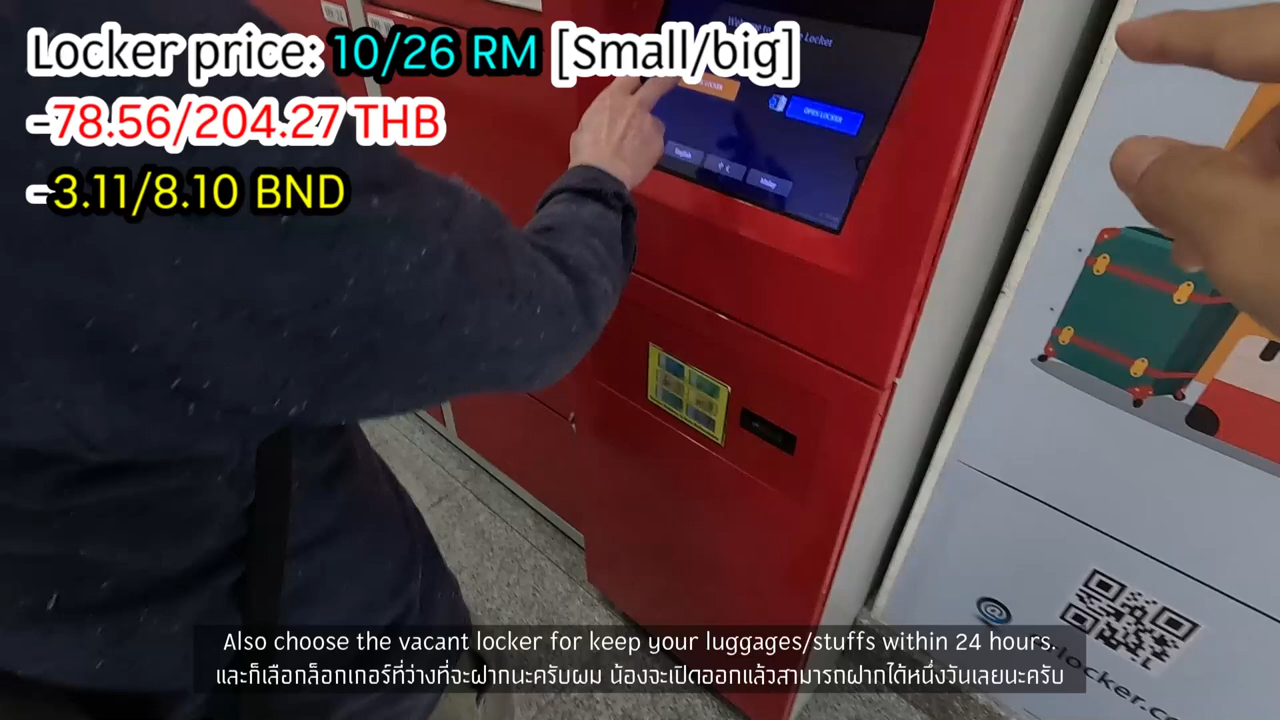 Locker price: 10/26 RM [Small/big]
-78.56/204.27 THB
-3.11/8.10 BND
Welcome to
Locker
LOCKER
OPEN LOCKER
English
Malay
Also choose the vacant locker for keep your luggages/stuffs within 24 hours.
และก็เลือกล็อกเกอร์ที่ว่างที่จะฝากนะครับผม น้องจะเปิดออกแล้วสามารถฝากได้หนึ่งวันเลยนะครับ